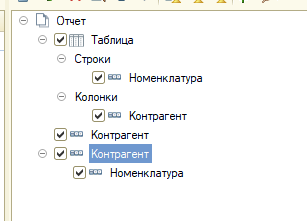 Отчет
Таблица
Строки
Номенклатура
Колонки
Контрагент
Контрагент
Контрагент
Номенклатура